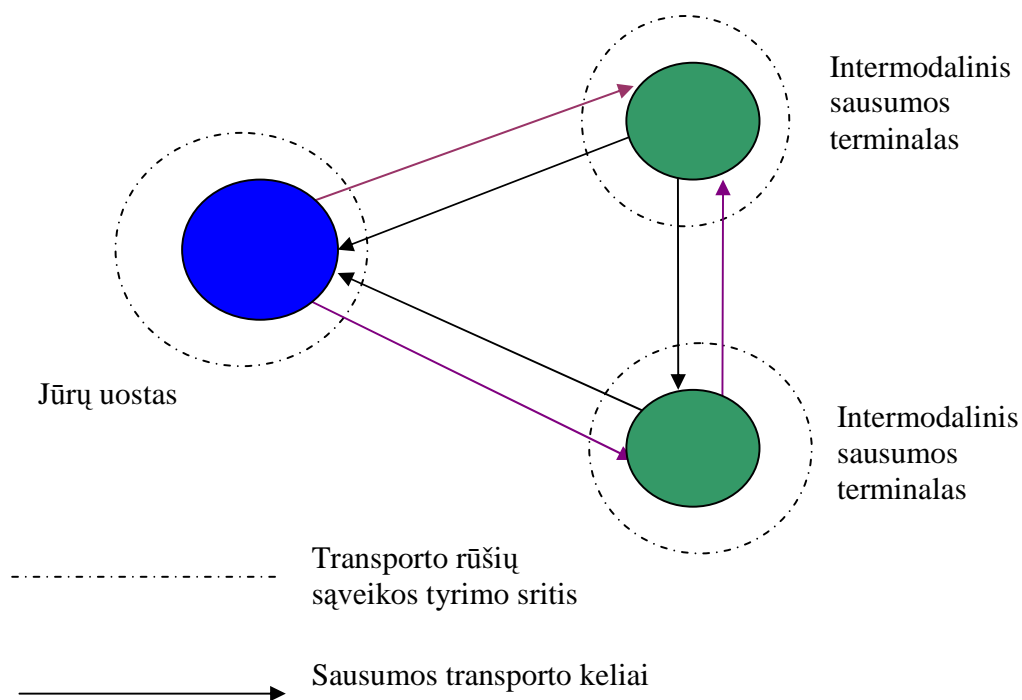 Intermodalinis
sausumos
terminalas
Jūrų uostas
Intermodalinis
sausumos
terminalas
Transporto rūšių
sąveikos tyrimo sritis
Sausumos transporto keliai